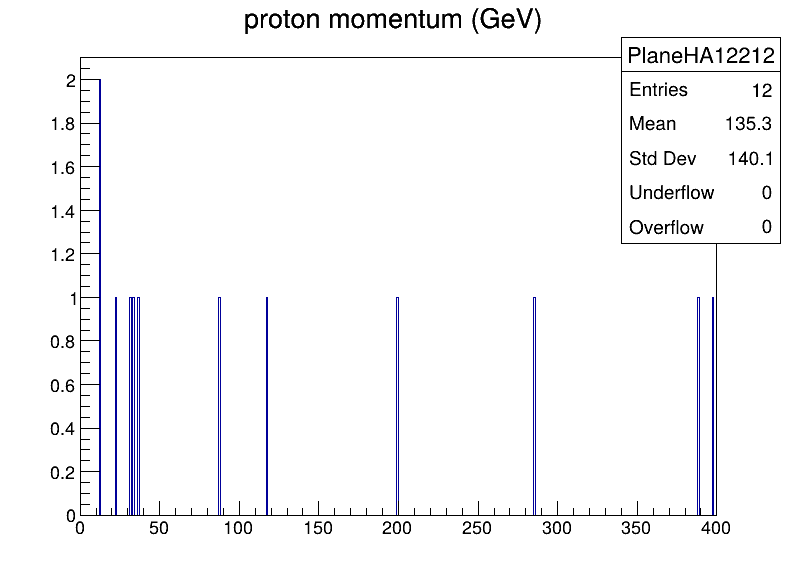 proton momentum (GeV)
PlaneHA12212
Entries 12
Mean 135.3
Std Dev 140.1
Underflow 0
Overflow 0
2
1.8
1.6
1.4
1.2
1
0.8
0.6
0.4
0.2
0
0 50 100 150 200 250 300 350 400